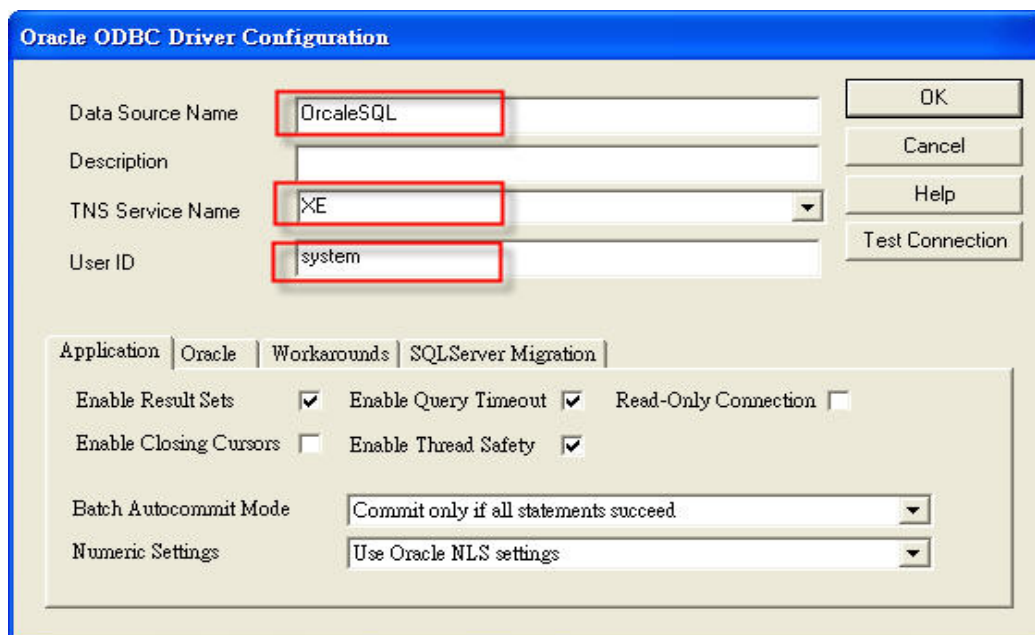 Oracle ODBC Driver Configuration
Data Source Name OrcaleSQL OK
Description Cancel
TNS Service Name XE Help
User ID system Test Connection
Application Oracle Workarounds SQLServer Migration
Enable Result Sets Enable Query Timeout Read-Only Connection
Enable Closing Cursors Enable Thread Safety
Batch Autocommit Mode Commit only if all statements succeed
Numeric Settings Use Oracle NLS settings